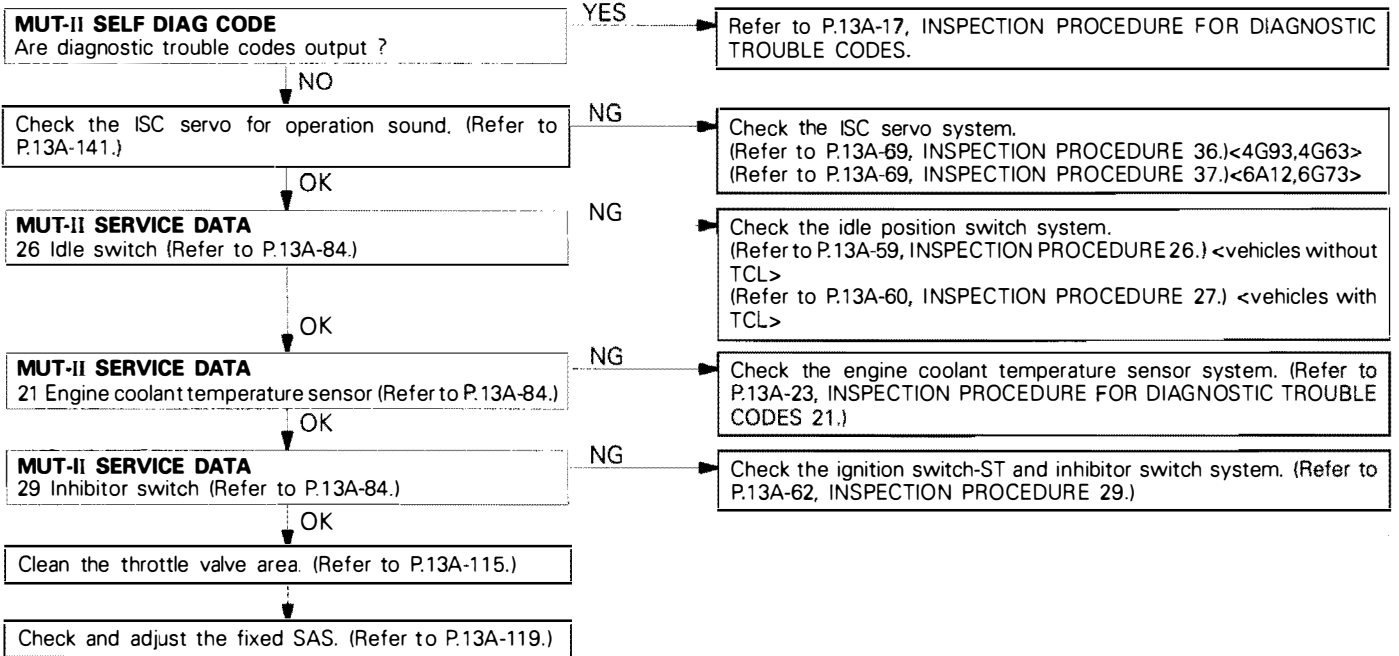 MUT-II SELF DIAG CODE
Are diagnostic trouble codes output ?
YES
Refer to P.13A-17, INSPECTION PROCEDURE FOR DIAGNOSTIC
TROUBLE CODES.
NO
Check the ISC servo for operation sound. (Refer to
P.13A-141.)
NG
Check the ISC servo system.
(Refer to P.13A-69, INSPECTION PROCEDURE 36.)<4G93,4G63>
(Refer to P.13A-69, INSPECTION PROCEDURE 37.)<6A12,6G73>
OK
MUT-II SERVICE DATA
26 Idle switch (Refer to P.13A-84.)
NG
Check the idle position switch system.
(Refer to P.13A-59, INSPECTION PROCEDURE 26.) <vehicles without
TCL>
(Refer to P.13A-60, INSPECTION PROCEDURE 27.) <vehicles with
TCL>
OK
MUT-II SERVICE DATA
21 Engine coolant temperature sensor (Refer to P.13A-84.)
NG
Check the engine coolant temperature sensor system. (Refer to
P.13A-23, INSPECTION PROCEDURE FOR DIAGNOSTIC TROUBLE
CODES 21.)
OK
MUT-II SERVICE DATA
29 Inhibitor switch (Refer to P.13A-84.)
NG
Check the ignition switch-ST and inhibitor switch system. (Refer to
P.13A-62, INSPECTION PROCEDURE 29.)
OK
Clean the throttle valve area. (Refer to P.13A-115.)
Check and adjust the fixed SAS. (Refer to P.13A-119.)